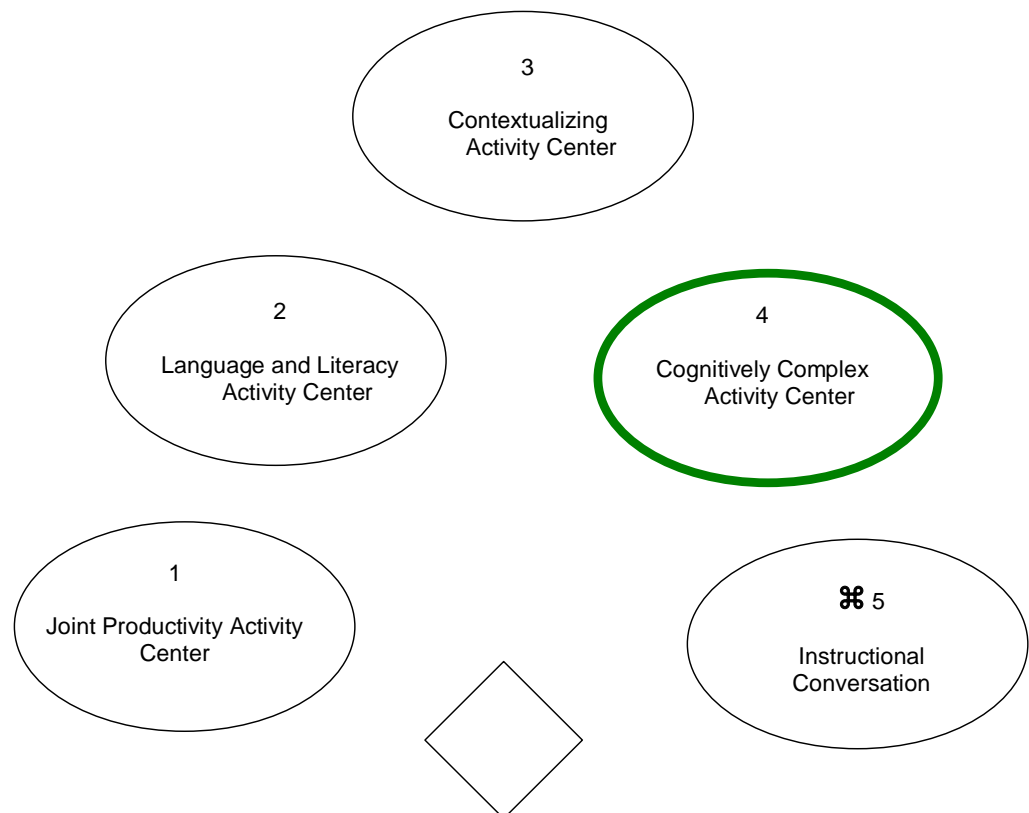 3
Contextualizing
Activity Center
2
Language and Literacy
Activity Center
4
Cognitively Complex
Activity Center
1
Joint Productivity Activity
Center
⌘ 5
Instructional
Conversation